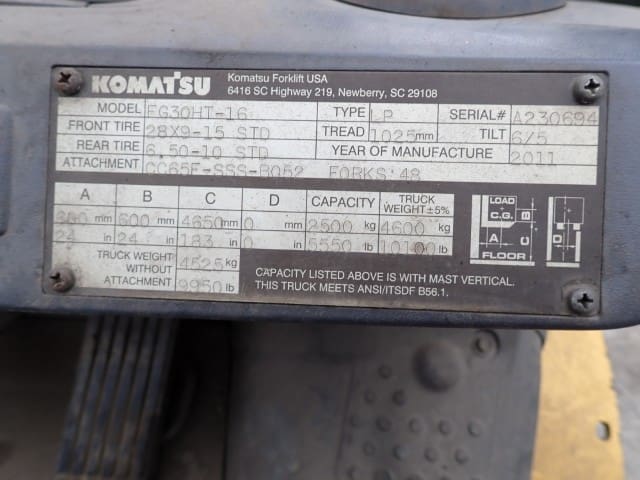 KOMATSU Komatsu Forklift USA
6416 SC Highway 219, Newberry, SC 29108
MODEL FG30HT-16 TYPE LP SERIAL# A230694
FRONT TIRE 28X9-15 STD TREAD 1025mm TILT 6/5
REAR TIRE 6.50-10 STD YEAR OF MANUFACTURE 2011
ATTACHMENT CC65F-SSS-B052 FORKS 48
A B C D CAPACITY TRUCK WEIGHT±5%
600 mm 600 mm 4650 mm 0 mm 2500 kg 4600 kg
24 in 24 in 183 in 0 in 5550 lb 10100 lb
TRUCK WEIGHT WITHOUT ATTACHMENT 4525 kg
9950 lb
LOAD
C.G.
B
A C D
FLOOR
CAPACITY LISTED ABOVE IS WITH MAST VERTICAL.
THIS TRUCK MEETS ANSI/ITSDF B56.1.